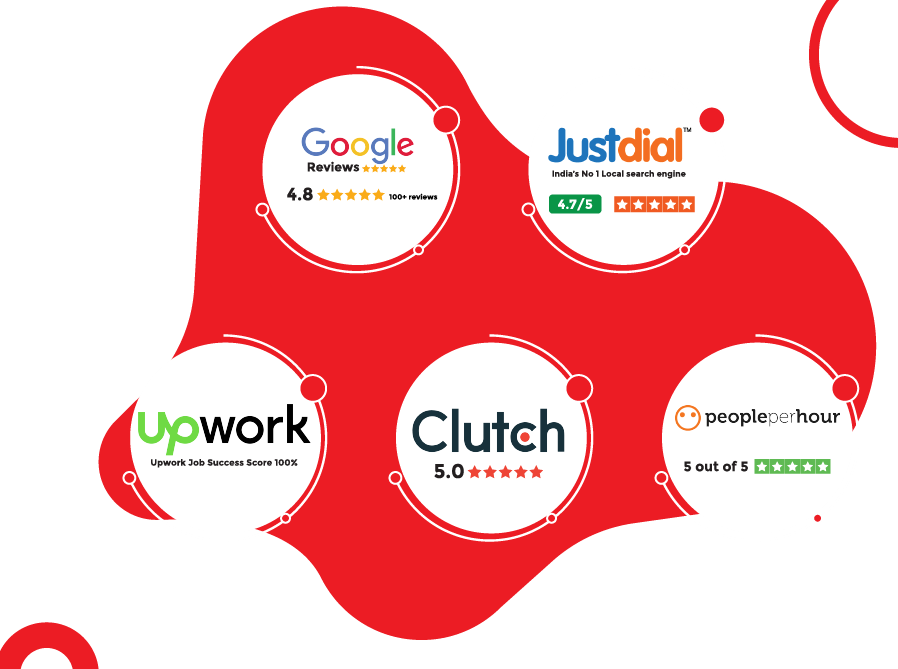 Google
Reviews
4.8 100+ reviews
Justdial™
India's No 1 Local search engine
4.7/5
upwork
Upwork Job Success Score 100%
Clutch
5.0
peopleperhour
5 out of 5